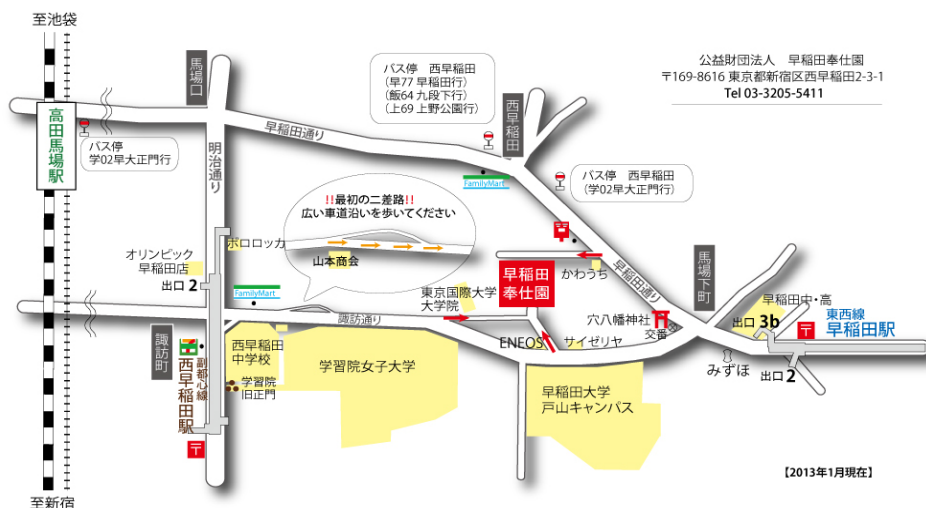 至池袋
高田馬場駅
バス停
学02早大正門行
馬場口
明治通り
早稲田通り
バス停 西早稲田
(早77 早稲田行)
(飯64 九段下行)
(上69 上野公園行)
西早稲田
公益財団法人 早稲田奉仕園
〒169-8616 東京都新宿区西早稲田2-3-1
Tel 03-3205-5411
FamilyMart
バス停 西早稲田
(学02早大正門行)
!!最初の二差路!!
広い車道沿いを歩いてください
山本商会
ボロロッカ
オリンピック
早稲田店
出口2
FamilyMart
諏訪通り
東京国際大学
大学院
早稲田
奉仕園
かわうち
早稲田通り
馬場下町
穴八幡神社
交番
早稲田中・高
出口3b
〒
東西線
早稲田駅
みずほ
出口2
ENEOS
サイゼリヤ
諏訪町
副都心線
西早稲田駅
〒
西早稲田
中学校
学習院
旧正門
学習院女子大学
早稲田大学
戸山キャンパス
【2013年1月現在】
至新宿